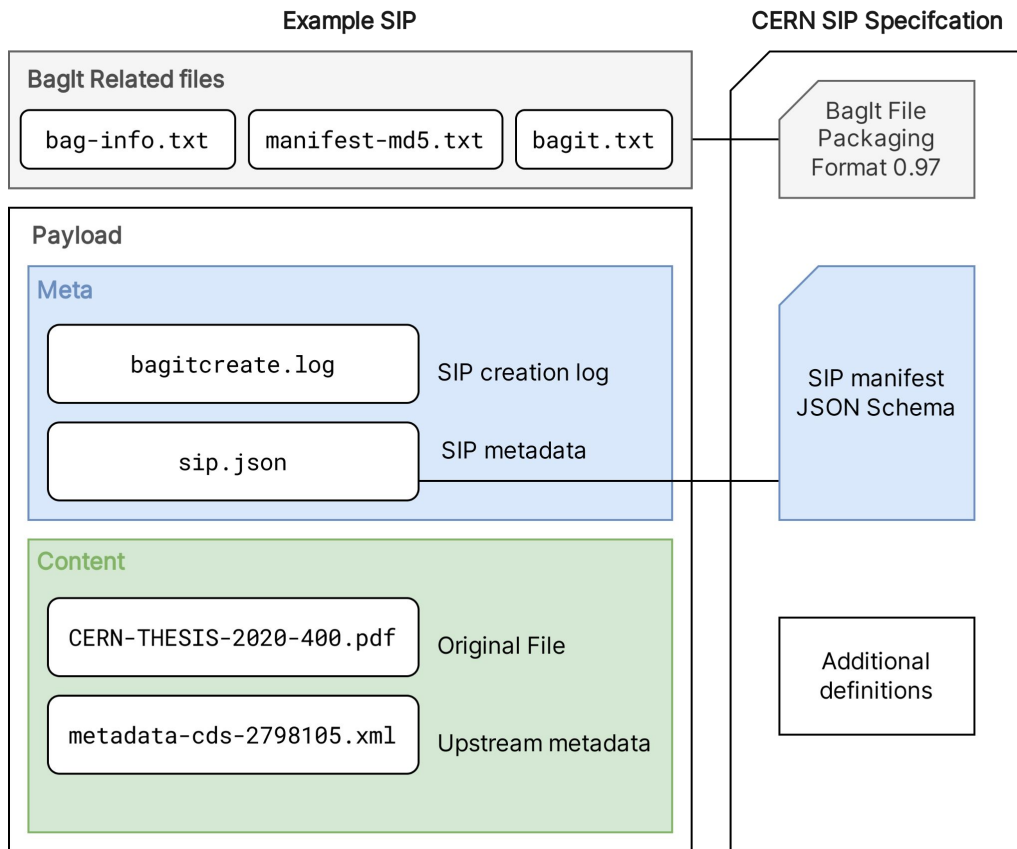 Example SIP
CERN SIP Specifcation
BagIt Related files
bag-info.txt
manifest-md5.txt
bagit.txt
BagIt File
Packaging
Format 0.97
Payload
Meta
bagitcreate.log
SIP creation log
sip.json
SIP metadata
SIP manifest
JSON Schema
Content
CERN-THESIS-2020-400.pdf
Original File
metadata-cds-2798105.xml
Upstream metadata
Additional
definitions